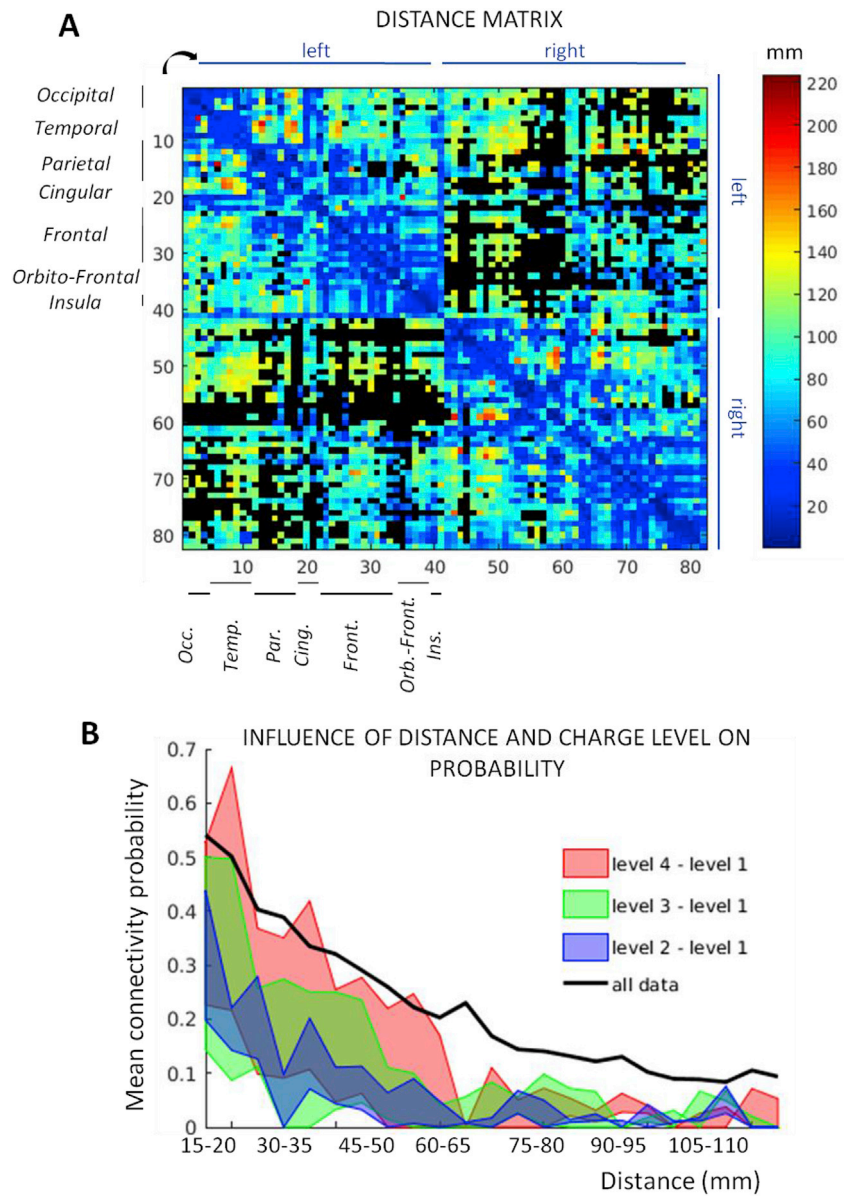 A
DISTANCE MATRIX
left
right
mm
Occipital
Temporal
Parietal
Cingular
Frontal
Orbito-Frontal
Insula
10
20
30
40
50
60
70
80
left
right
220
200
180
160
140
120
100
80
60
40
20
10
20
30
40
50
60
70
80
Occ.
Temp.
Par.
Cing.
Front.
Orb.-Front.
Ins.
B
INFLUENCE OF DISTANCE AND CHARGE LEVEL ON
PROBABILITY
Mean connectivity probability
0.7
0.6
0.5
0.4
0.3
0.2
0.1
0
level 4 - level 1
level 3 - level 1
level 2 - level 1
all data
15-20
30-35
45-50
60-65
75-80
90-95
105-110
Distance (mm)